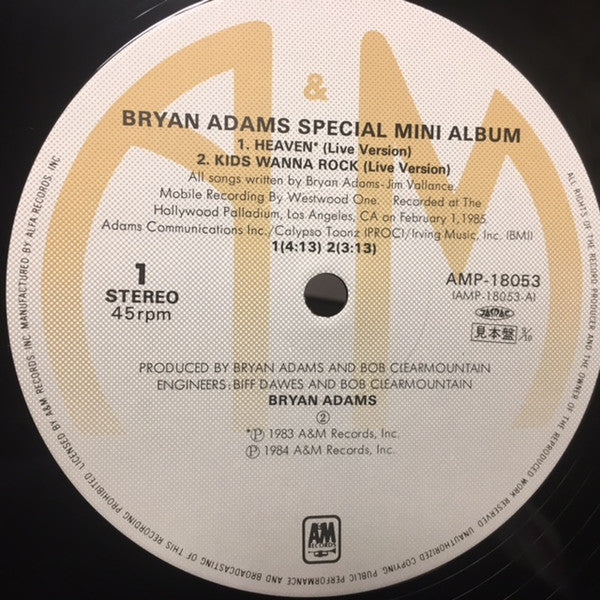 &
BRYAN ADAMS SPECIAL MINI ALBUM
1. HEAVEN* (Live Version)
2. KIDS WANNA ROCK (Live Version)
All songs written by Bryan Adams-Jim Vallance.
Mobile Recording By Westwood One. Recorded at The
Hollywood Palladium, Los Angeles, CA on February 1,1985.
Adams Communications Inc./Calypso Toonz (PROC)/Irving Music, Inc. (BMI)
1(4:13) 2(3:13)
1
STEREO
45rpm
AMP-18053
(AMP-18053-A)
JASRAC
見本盤
PRODUCED BY BRYAN ADAMS AND BOB CLEARMOUNTAIN
ENGINEERS: BIFF DAWES AND BOB CLEARMOUNTAIN
BRYAN ADAMS
②
*Ⓟ 1983 A&M Records, Inc.
Ⓟ 1984 A&M Records, Inc.
A&M
RECORDS
MANUFACTURED BY ALFA RECORDS, INC.
LICENSED BY A&M RECORDS, INC.
ALL RIGHTS OF THE RECORD PRODUCER AND THE OWNER OF THE REPRODUCED WORK RESERVED. UNAUTHORIZED COPYING PUBLIC PERFORMANCE AND BROADCASTING OF THIS RECORDING PROHIBITED